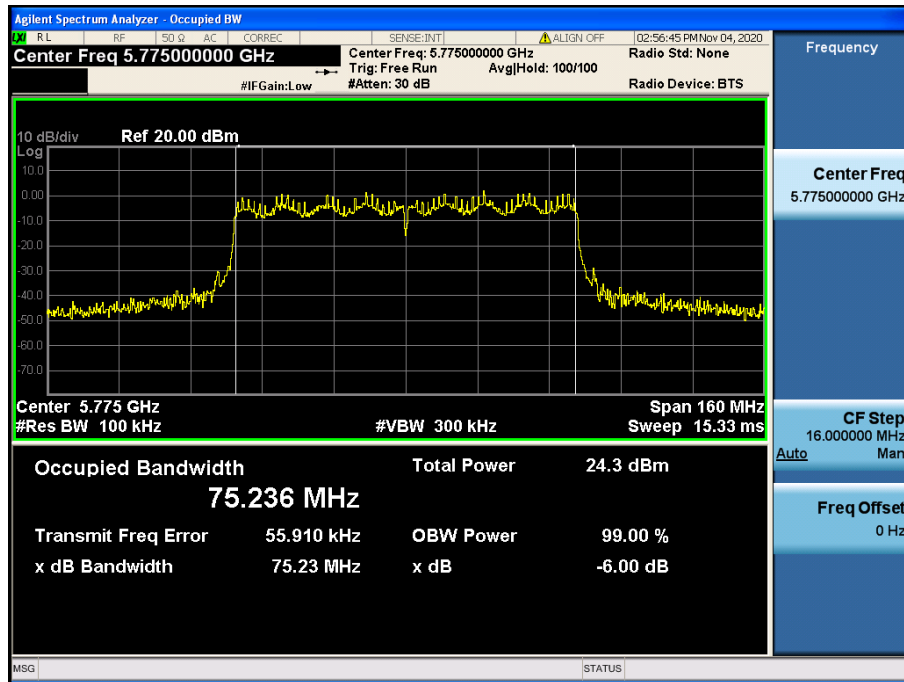 Agilent Spectrum Analyzer - Occupied BW
LXI RL RF 50 Ω AC CORREC SENSE:INT ALIGN OFF 02:56:45 PM Nov 04, 2020
Center Freq 5.775000000 GHz
Center Freq: 5.775000000 GHz
Radio Std: None
Trig: Free Run Avg|Hold: 100/100
#IFGain:Low
#Atten: 30 dB
Radio Device: BTS
10 dB/div Ref 20.00 dBm
Log
10.0
0.00
-10.0
-20.0
-30.0
-40.0
-50.0
-60.0
-70.0
Center 5.775 GHz Span 160 MHz
#Res BW 100 kHz #VBW 300 kHz Sweep 15.33 ms
Occupied Bandwidth Total Power 24.3 dBm
75.236 MHz
Transmit Freq Error 55.910 kHz OBW Power 99.00 %
x dB Bandwidth 75.23 MHz x dB -6.00 dB
MSG STATUS
Frequency
Center Freq
5.775000000 GHz
CF Step
16.000000 MHz
Auto Man
Freq Offset
0 Hz